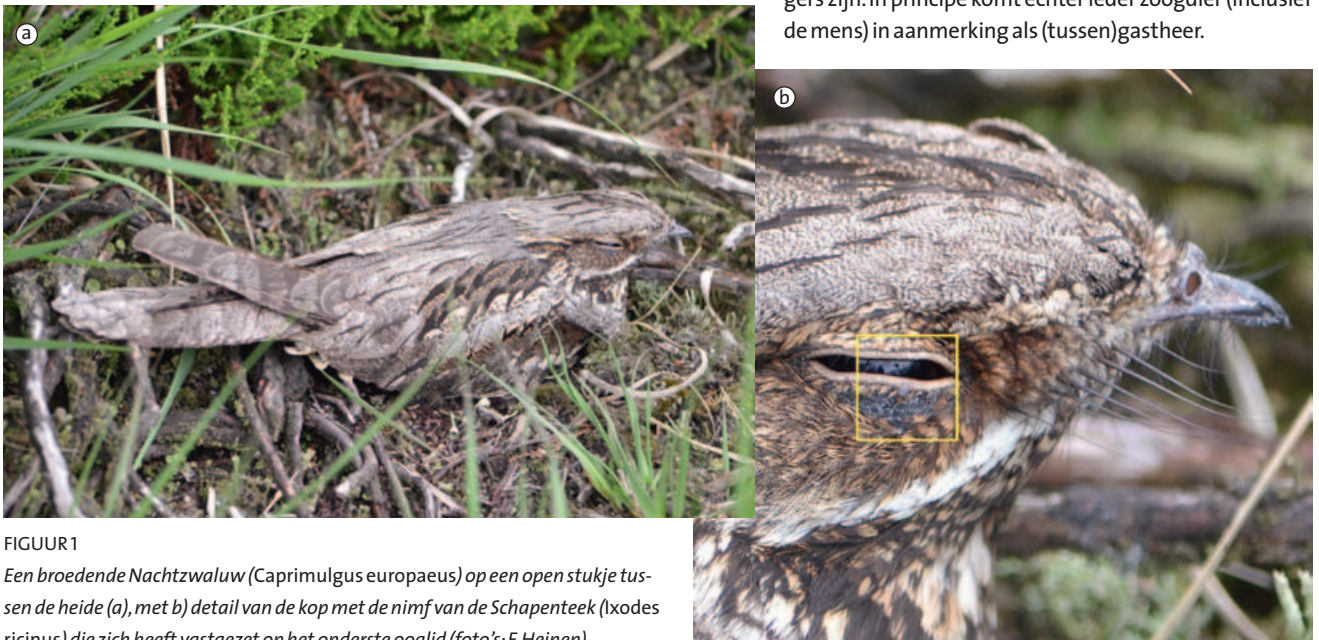 gers zijn. In principe komt echter ieder zoogdier (inclusief
de mens) in aanmerking als (tussen)gastheer.
a
b
FIGUUR 1
Een broedende Nachtzwaluw (Caprimulgus europaeus) op een open stukje tus-
sen de heide (a), met b) detail van de kop met de nimf van de Schapenteek (Ixodes
ricinus) die zich heeft vastgezet op het onderste ooglid (foto's: F. Heinen).